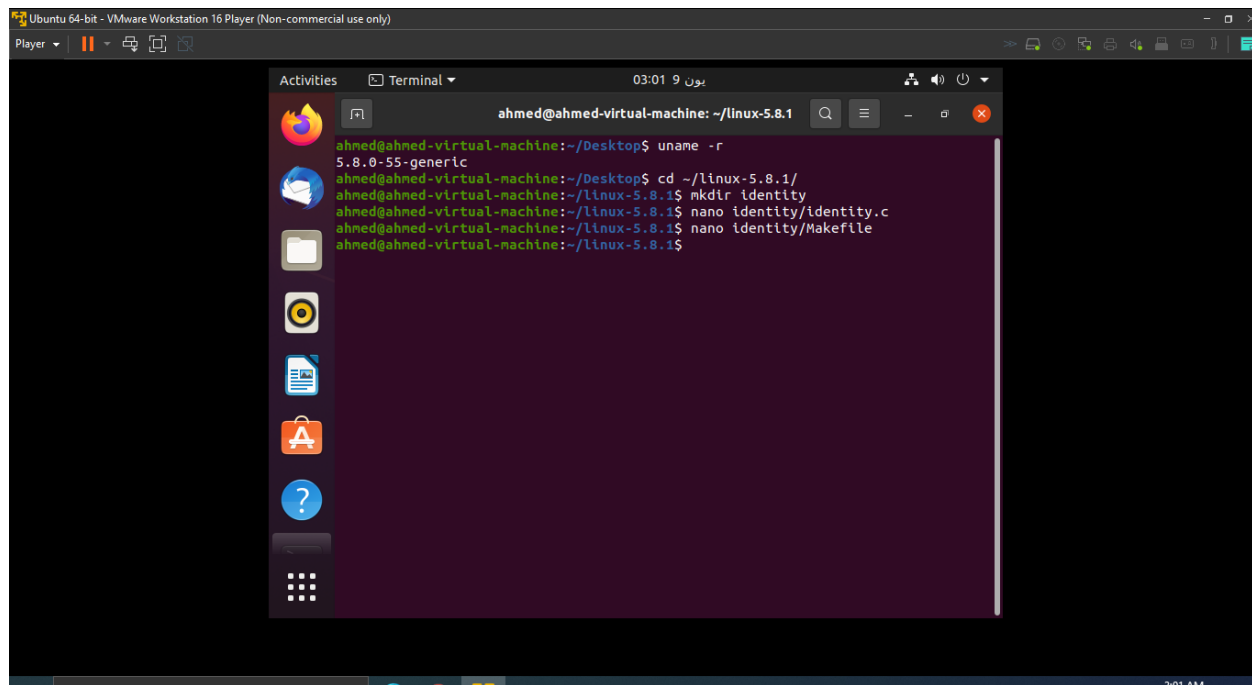 Ubuntu 64-bit - VMware Workstation 16 Player (Non-commercial use only)
Player
Activities Terminal 03:01 9 يون
ahmed@ahmed-virtual-machine: ~/linux-5.8.1
ahmed@ahmed-virtual-machine:~/Desktop$ uname -r
5.8.0-55-generic
ahmed@ahmed-virtual-machine:~/Desktop$ cd ~/linux-5.8.1/
ahmed@ahmed-virtual-machine:~/linux-5.8.1$ mkdir identity
ahmed@ahmed-virtual-machine:~/linux-5.8.1$ nano identity/identity.c
ahmed@ahmed-virtual-machine:~/linux-5.8.1$ nano identity/Makefile
ahmed@ahmed-virtual-machine:~/linux-5.8.1$